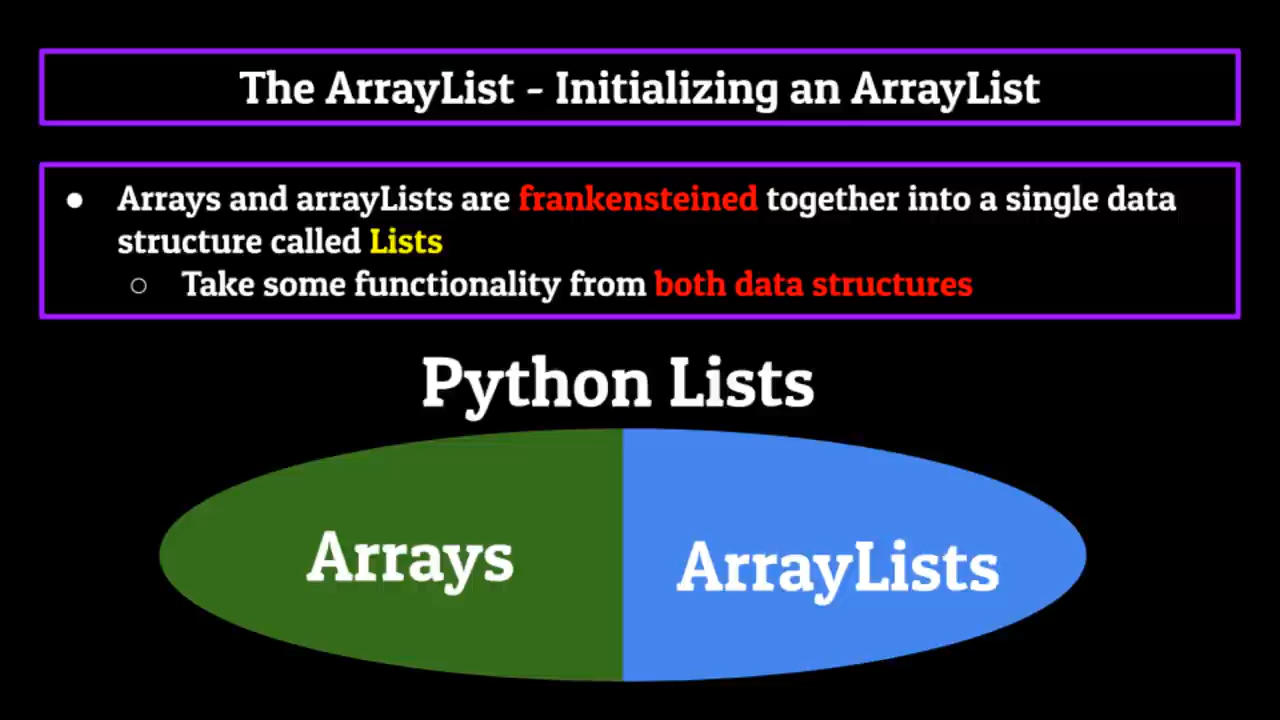 The ArrayList - Initializing an ArrayList
● Arrays and arrayLists are frankensteined together into a single data
structure called Lists
○ Take some functionality from both data structures
Python Lists
Arrays
ArrayLists